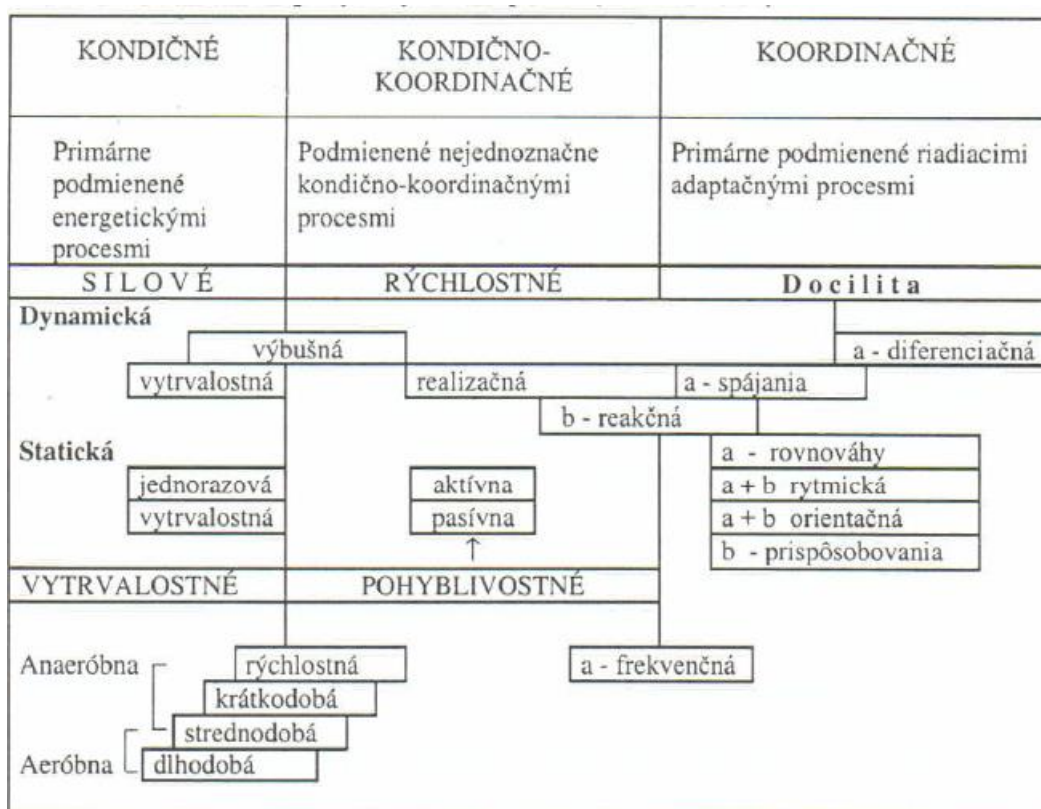 KONDIČNÉ
KONDIČNO-
KOORDINAČNÉ
KOORDINAČNÉ
Primárne
podmienené
energetickými
procesmi
Podmienené nejednoznačne
kondično-koordinačnými
procesmi
Primárne podmienené riadiacimi
adaptačnými procesmi
SILOVÉ
RÝCHLOSTNÉ
Docilita
Dynamická
výbušná
a - diferenciačná
vytrvalostná
realizačná
a - spájania
b - reakčná
Statická
a - rovnováhy
jednorazová
aktívna
a + b rytmická
vytrvalostná
pasívna
a + b orientačná
↑
b - prispôsobovania
VYTRVALOSTNÉ
POHYBLIVOSTNÉ
Anaeróbna
rýchlostná
a - frekvenčná
krátkodobá
strednodobá
Aeróbna
dlhodobá